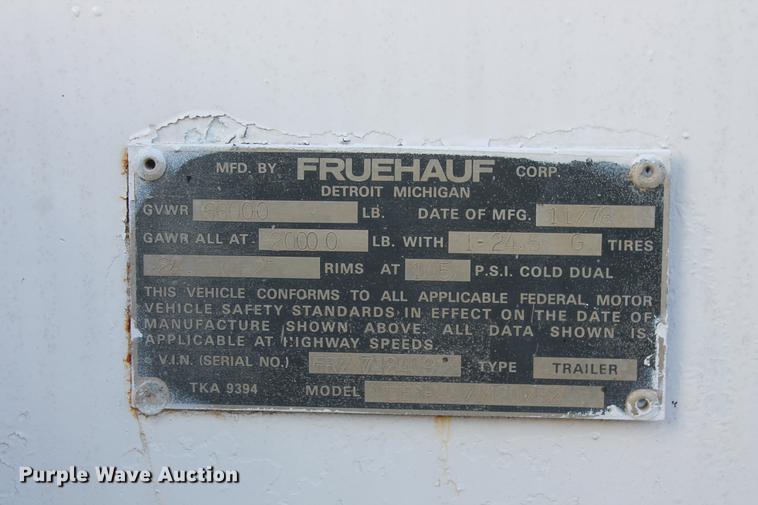 MFD. BY FRUEHAUF CORP.
DETROIT MICHIGAN
GVWR LB. DATE OF MFG. 11/78
GAWR ALL AT 20000 LB. WITH G TIRES
RIMS AT P.S.I. COLD DUAL
THIS VEHICLE CONFORMS TO ALL APPLICABLE FEDERAL MOTOR
VEHICLE SAFETY STANDARDS IN EFFECT ON THE DATE OF
MANUFACTURE SHOWN ABOVE. ALL DATA SHOWN IS
APPLICABLE AT HIGHWAY SPEEDS.
V.I.N. (SERIAL NO.) TYPE TRAILER
TKA 9394 MODEL
Purple Wave Auction